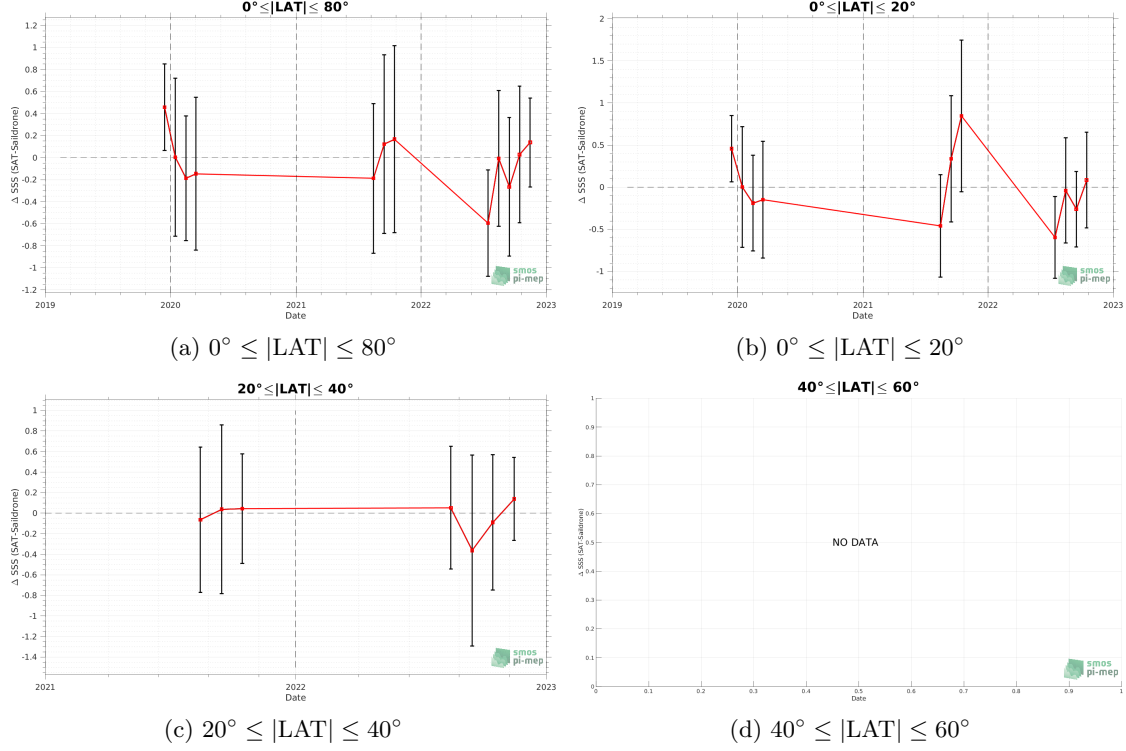 0°≤|LAT|≤ 80°
1.2
1
0.8
0.6
0.4
0.2
0
-0.2
-0.4
-0.6
-0.8
-1
-1.2
Δ SSS (SAT-Saildrone)
2019 2020 2021 2022 2023
Date
smos
pi-mep
(a) 0° ≤ |LAT| ≤ 80°
0°≤|LAT|≤ 20°
2
1.5
1
0.5
0
-0.5
-1
Δ SSS (SAT-Saildrone)
2019 2020 2021 2022 2023
Date
smos
pi-mep
(b) 0° ≤ |LAT| ≤ 20°
20°≤|LAT|≤ 40°
1
0.8
0.6
0.4
0.2
0
-0.2
-0.4
-0.6
-0.8
-1
-1.2
-1.4
Δ SSS (SAT-Saildrone)
2021 2022 2023
Date
smos
pi-mep
(c) 20° ≤ |LAT| ≤ 40°
40°≤|LAT|≤ 60°
1
0.9
0.8
0.7
0.6
0.5
0.4
0.3
0.2
0.1
0
Δ SSS (SAT-Saildrone)
NO DATA
0 0.1 0.2 0.3 0.4 0.5 0.6 0.7 0.8 0.9 1
Date
smos
pi-mep
(d) 40° ≤ |LAT| ≤ 60°